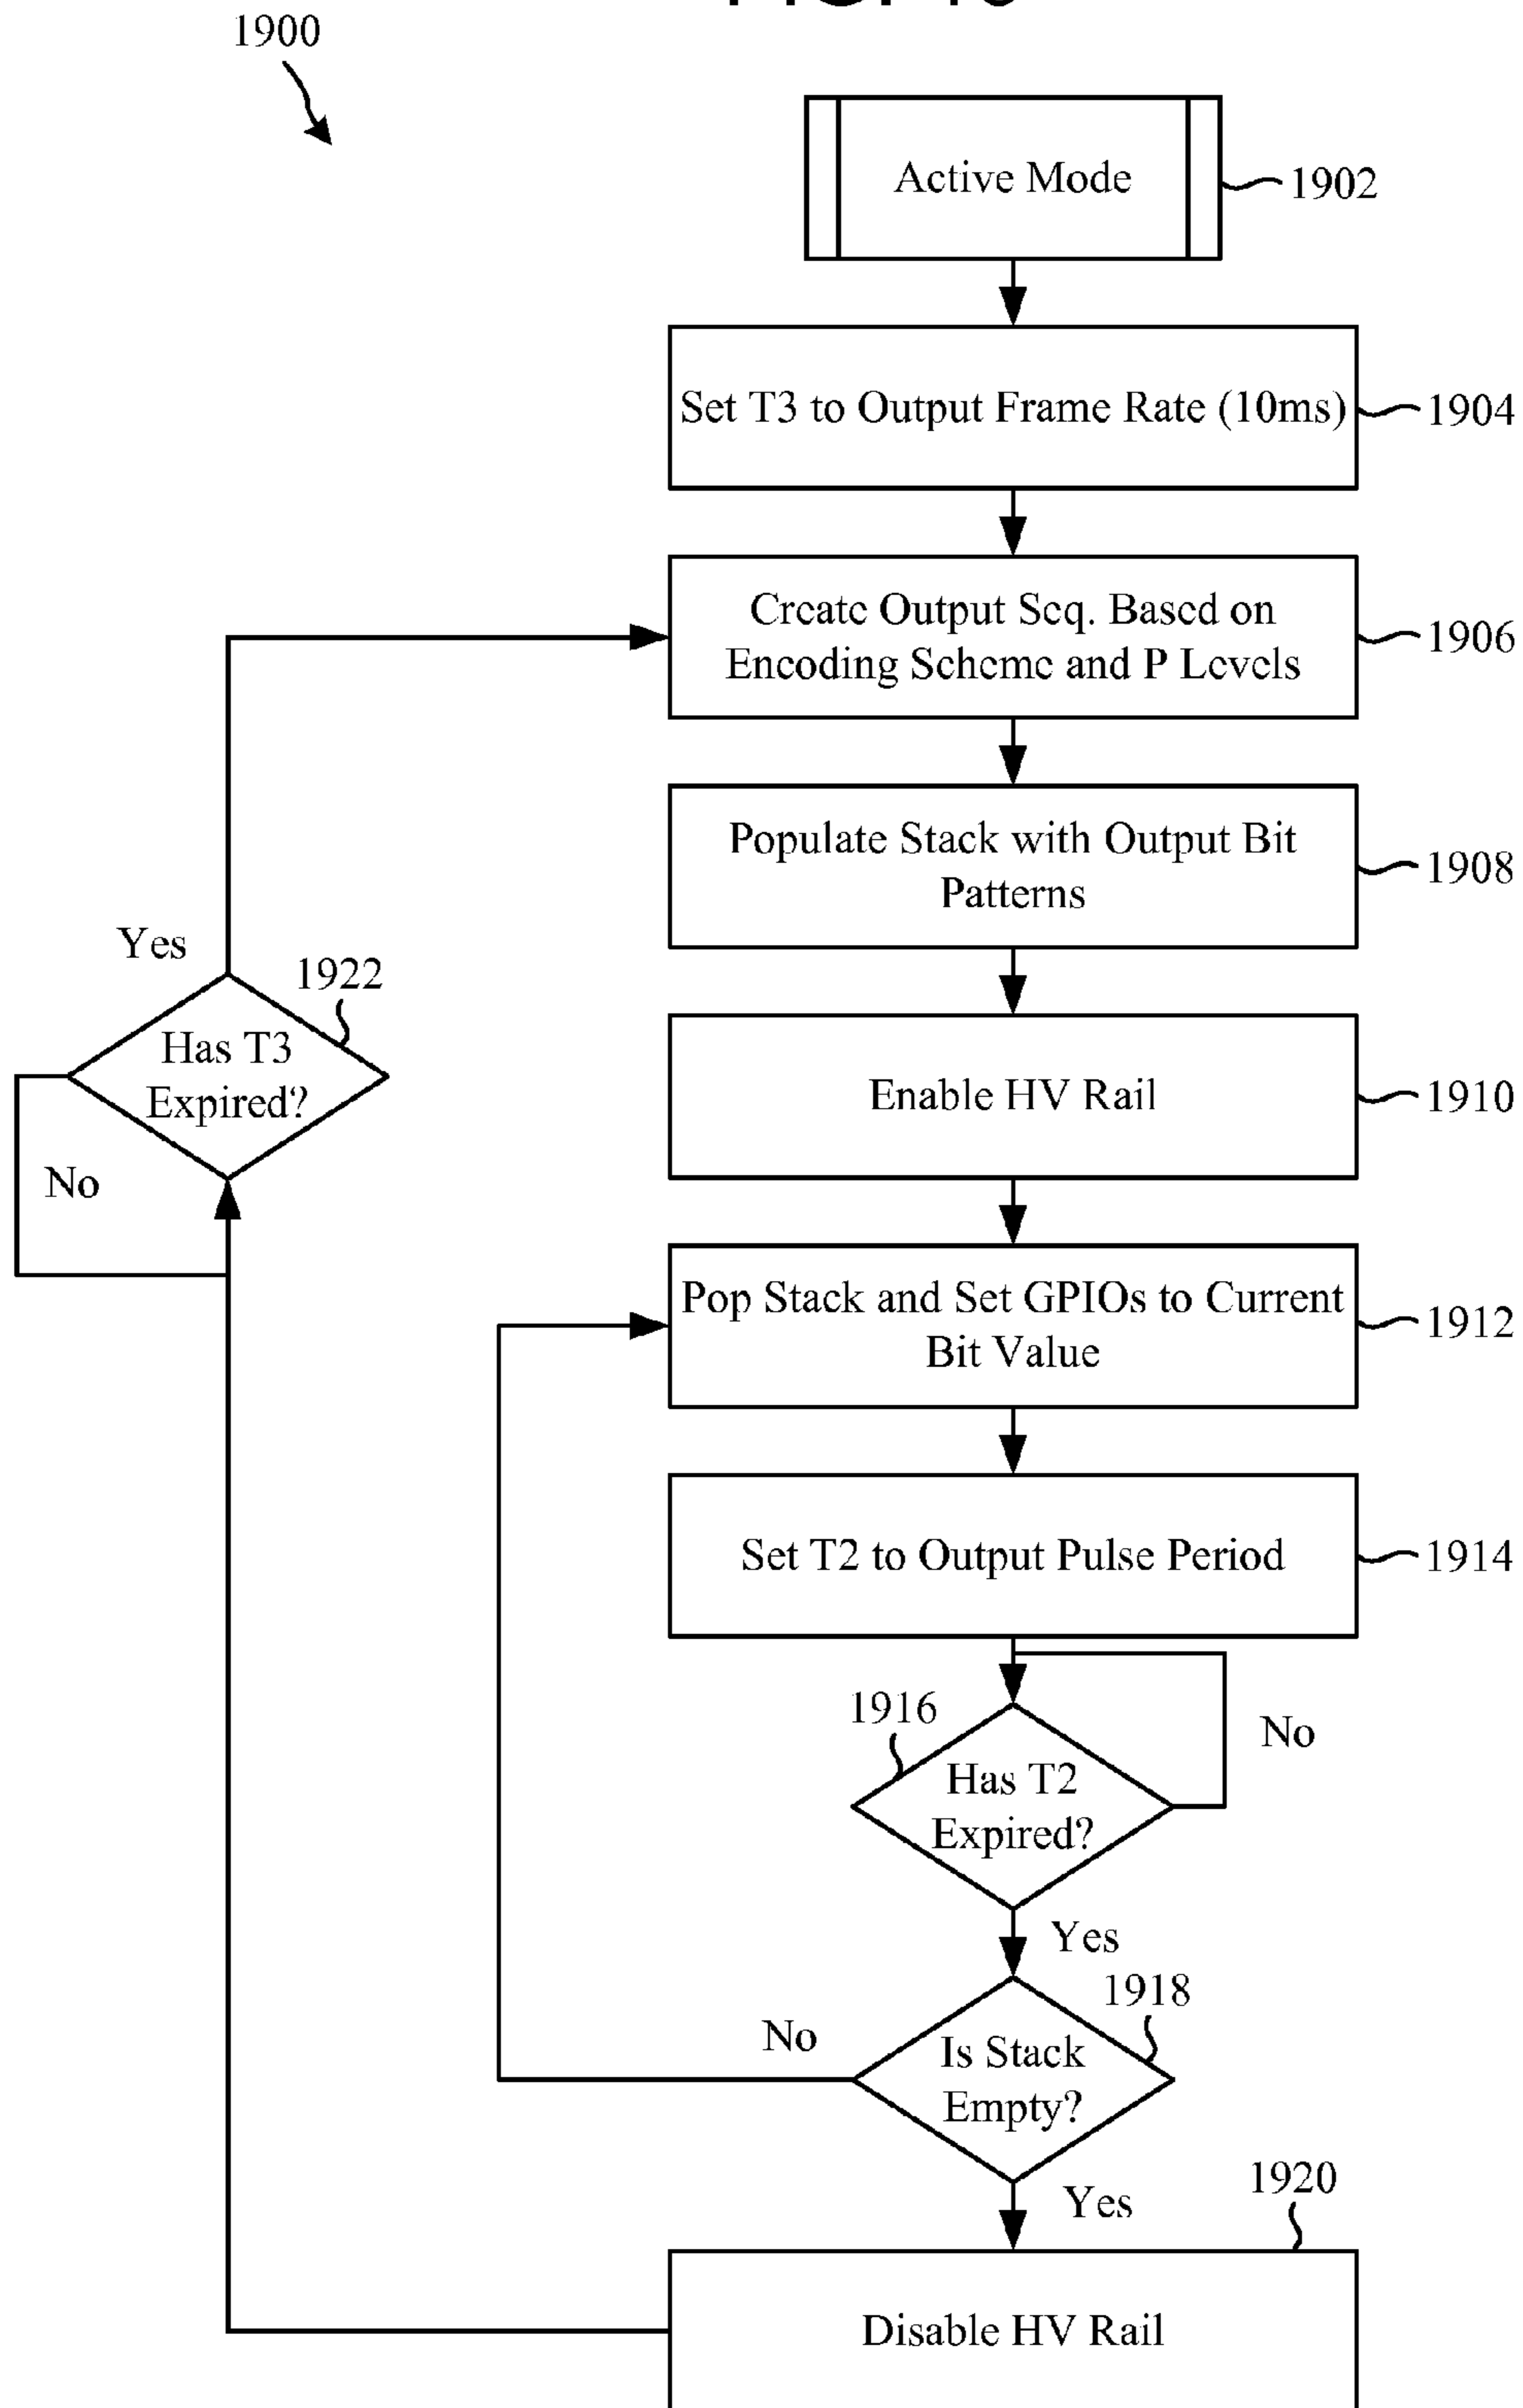 1900
Active Mode
1902
Set T3 to Output Frame Rate (10ms)
1904
Create Output Seq. Based on
Encoding Scheme and P Levels
1906
Populate Stack with Output Bit
Patterns
1908
Yes
1922
Has T3
Expired?
No
Enable HV Rail
1910
Pop Stack and Set GPIOs to Current
Bit Value
1912
Set T2 to Output Pulse Period
1914
1916
Has T2
Expired?
No
Yes
1918
Is Stack
Empty?
No
Yes
1920
Disable HV Rail